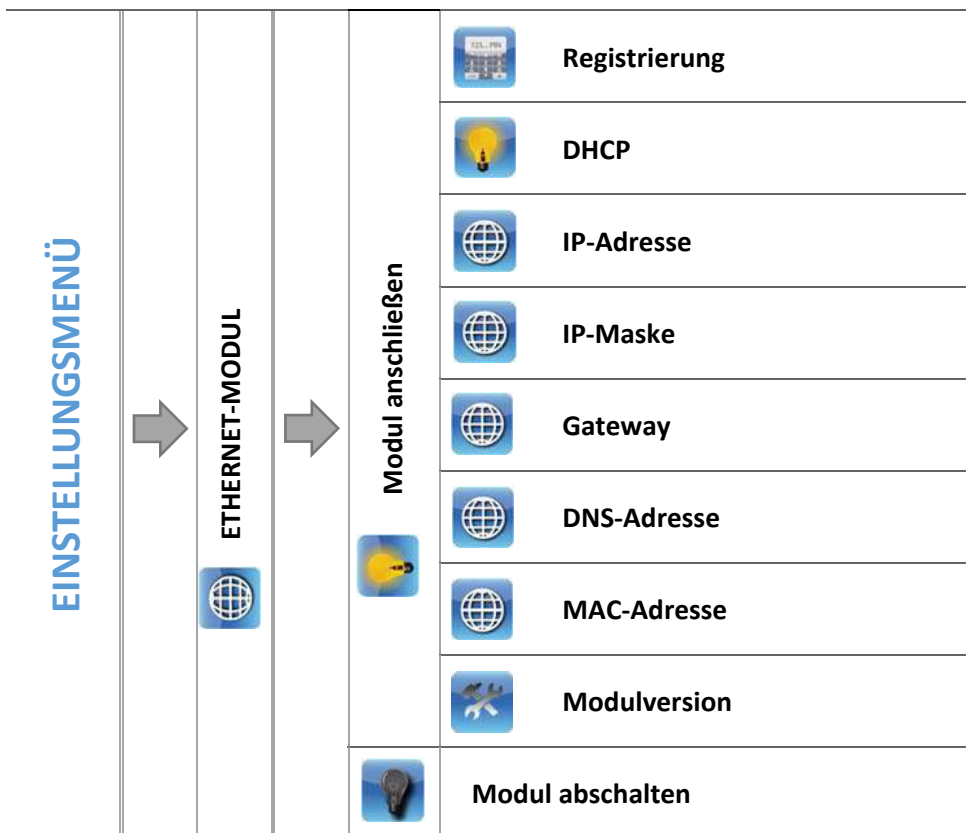 EINSTELLUNGSMENÜ
ETHERNET-MODUL
Modul anschließen
Registrierung
DHCP
IP-Adresse
IP-Maske
Gateway
DNS-Adresse
MAC-Adresse
Modulversion
Modul abschalten